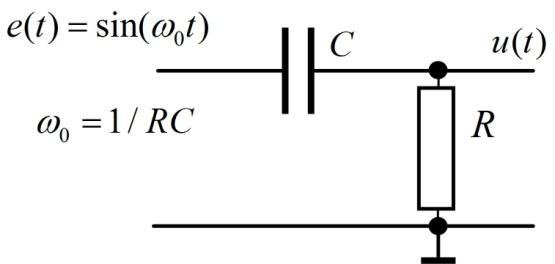 e(t) = sin(ω₀t)
C
u(t)
ω₀ = 1/ RC
R